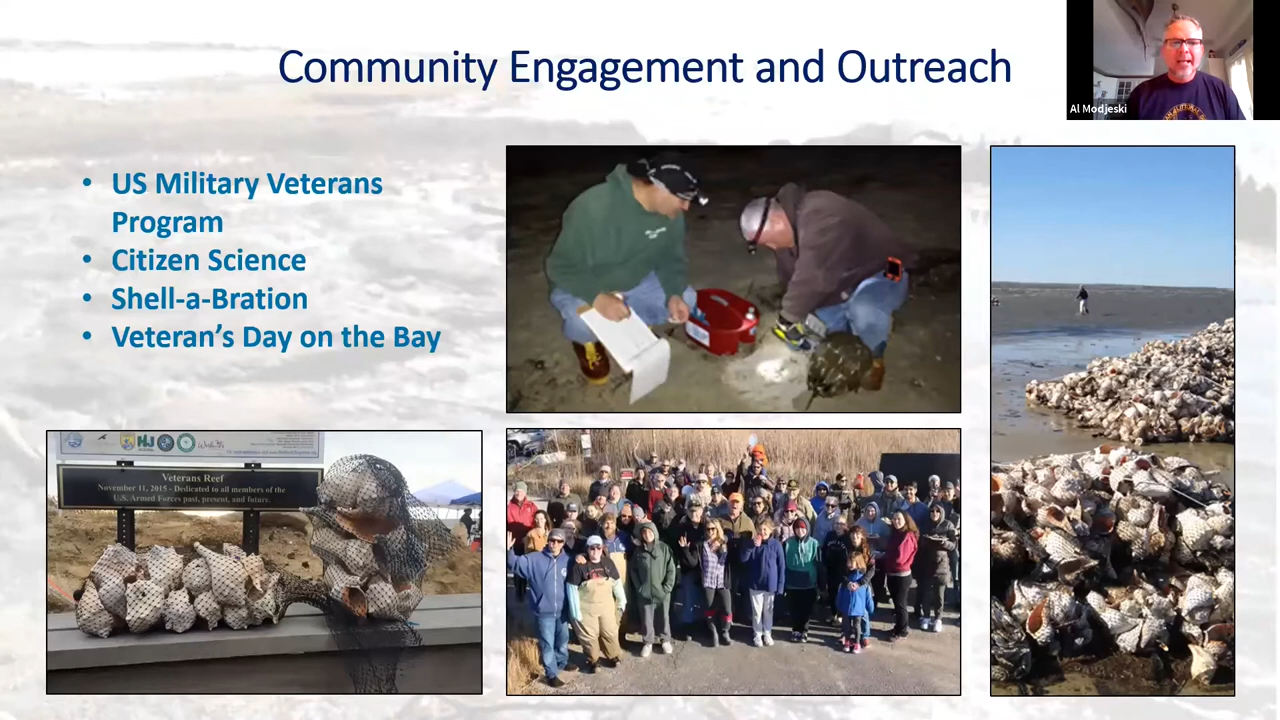 Community Engagement and Outreach
Al Modjeski
• US Military Veterans
Program
• Citizen Science
• Shell-a-Bration
• Veteran’s Day on the Bay
Veterans Reef
November 11, 2015 - Dedicated to all members of the
U.S. Armed Forces past, present, and future.